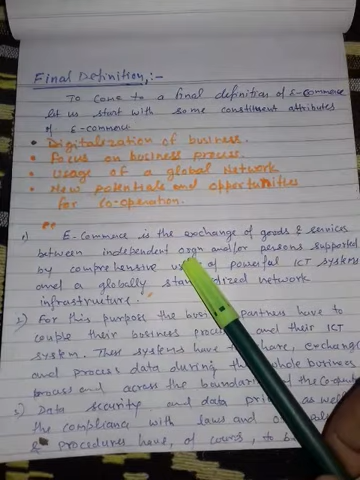 Final Definition,:-
To come to a final definition of E-Commerce
let us start with some constituent attributes
of E-commerce
• Digitalization of business.
• Focus on business process.
• Usage of a global Network
• New potentials and opportunities
for co-operation.
1) E-Commerce is the exchange of goods & services
between independent orgn and/or persons supported
by comprehensive use of powerful ICT systems
and a globally standardized network
infrastructure.
2) For this purpose the business partners have to
couple their business and their ICT
system. These systems have share, exchange
and process data during the whole business
process and across the boundaries of the
3) Data security and data as well
the compliance with laws and
& procedures have, of course, to be